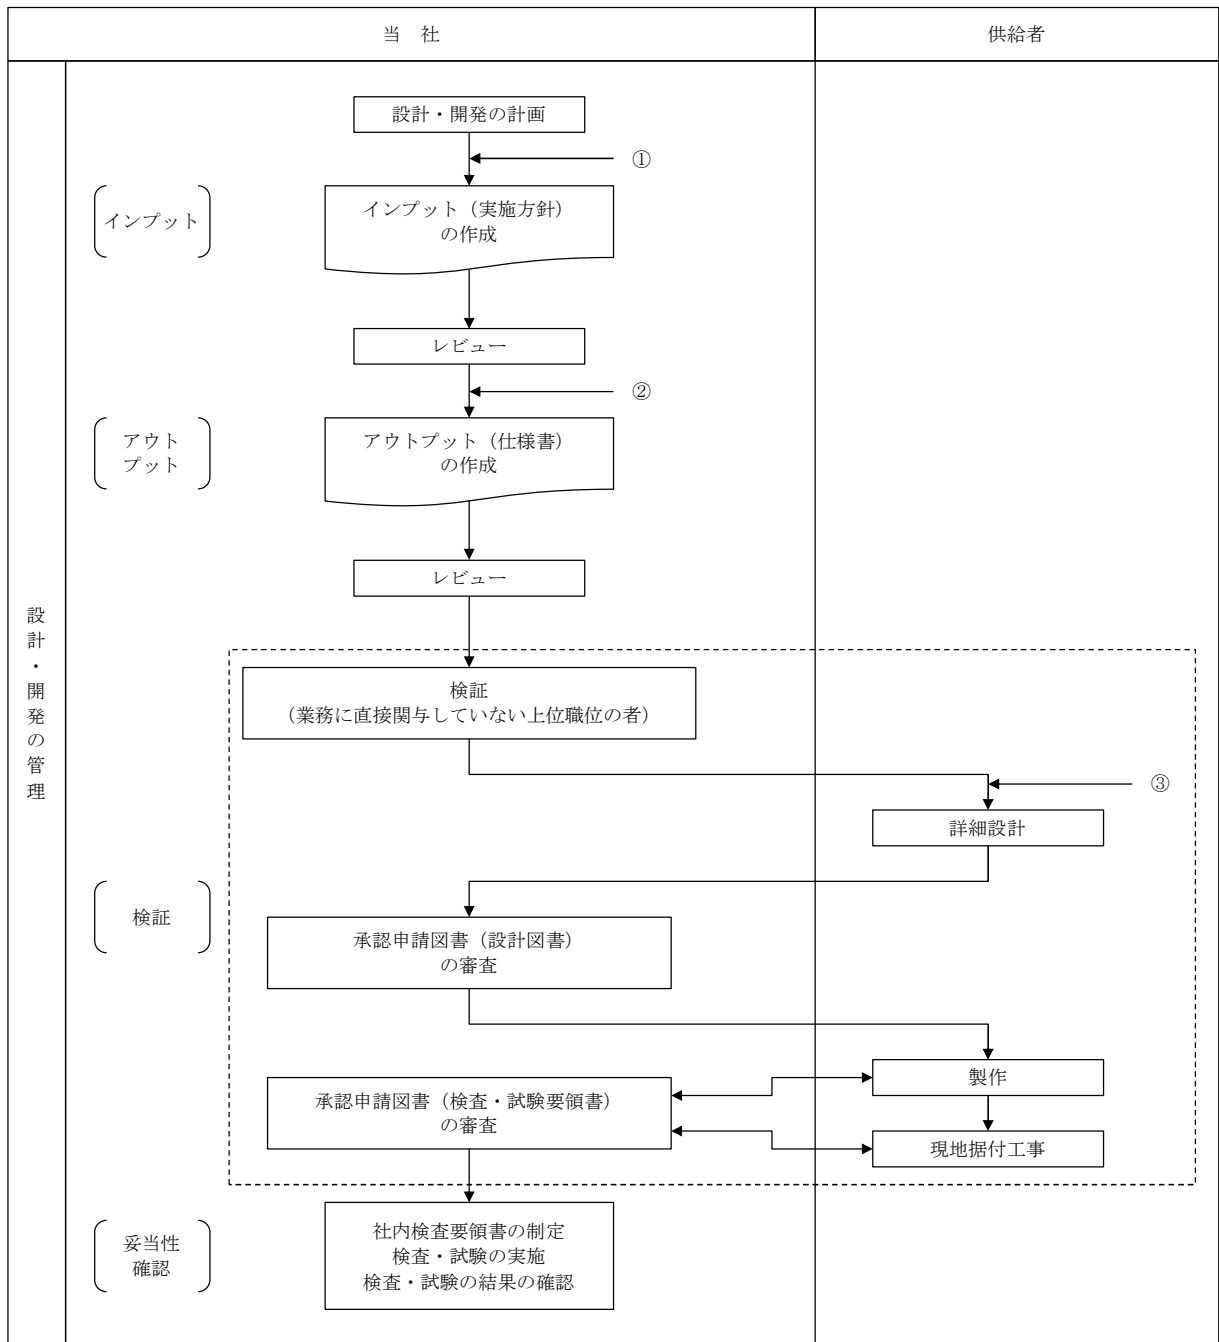 当　社
供給者
設計・開発の計画
①
インプット
インプット（実施方針）
の作成
レビュー
②
アウト
プット
アウトプット（仕様書）
の作成
レビュー
設計・開発の管理
検証
（業務に直接関与していない上位職位の者）
③
詳細設計
検証
承認申請図書（設計図書）
の審査
製作
承認申請図書（検査・試験要領書）
の審査
現地据付工事
妥当性
確認
社内検査要領書の制定
検査・試験の実施
検査・試験の結果の確認